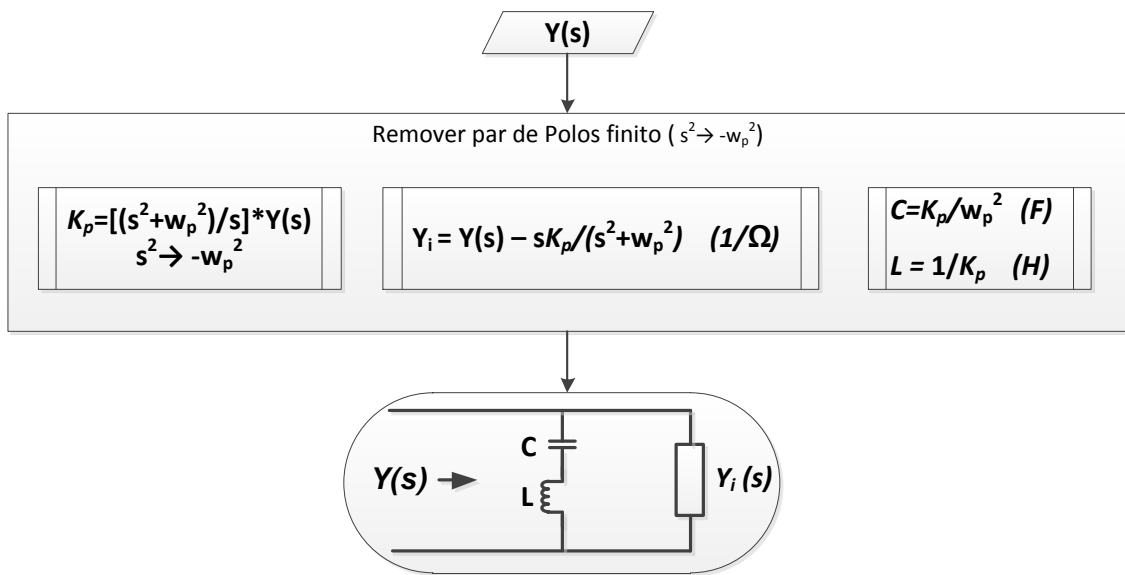 Y(s)
Remover par de Polos finito ( s²→ -wₚ²)
Kₚ=[(s²+wₚ²)/s]*Y(s)
s²→ -wₚ²
Yᵢ = Y(s) – sKₚ/(s²+wₚ²) (1/Ω)
C=Kₚ/wₚ² (F)
L = 1/Kₚ (H)
C
Y(s)
L
Yᵢ (s)